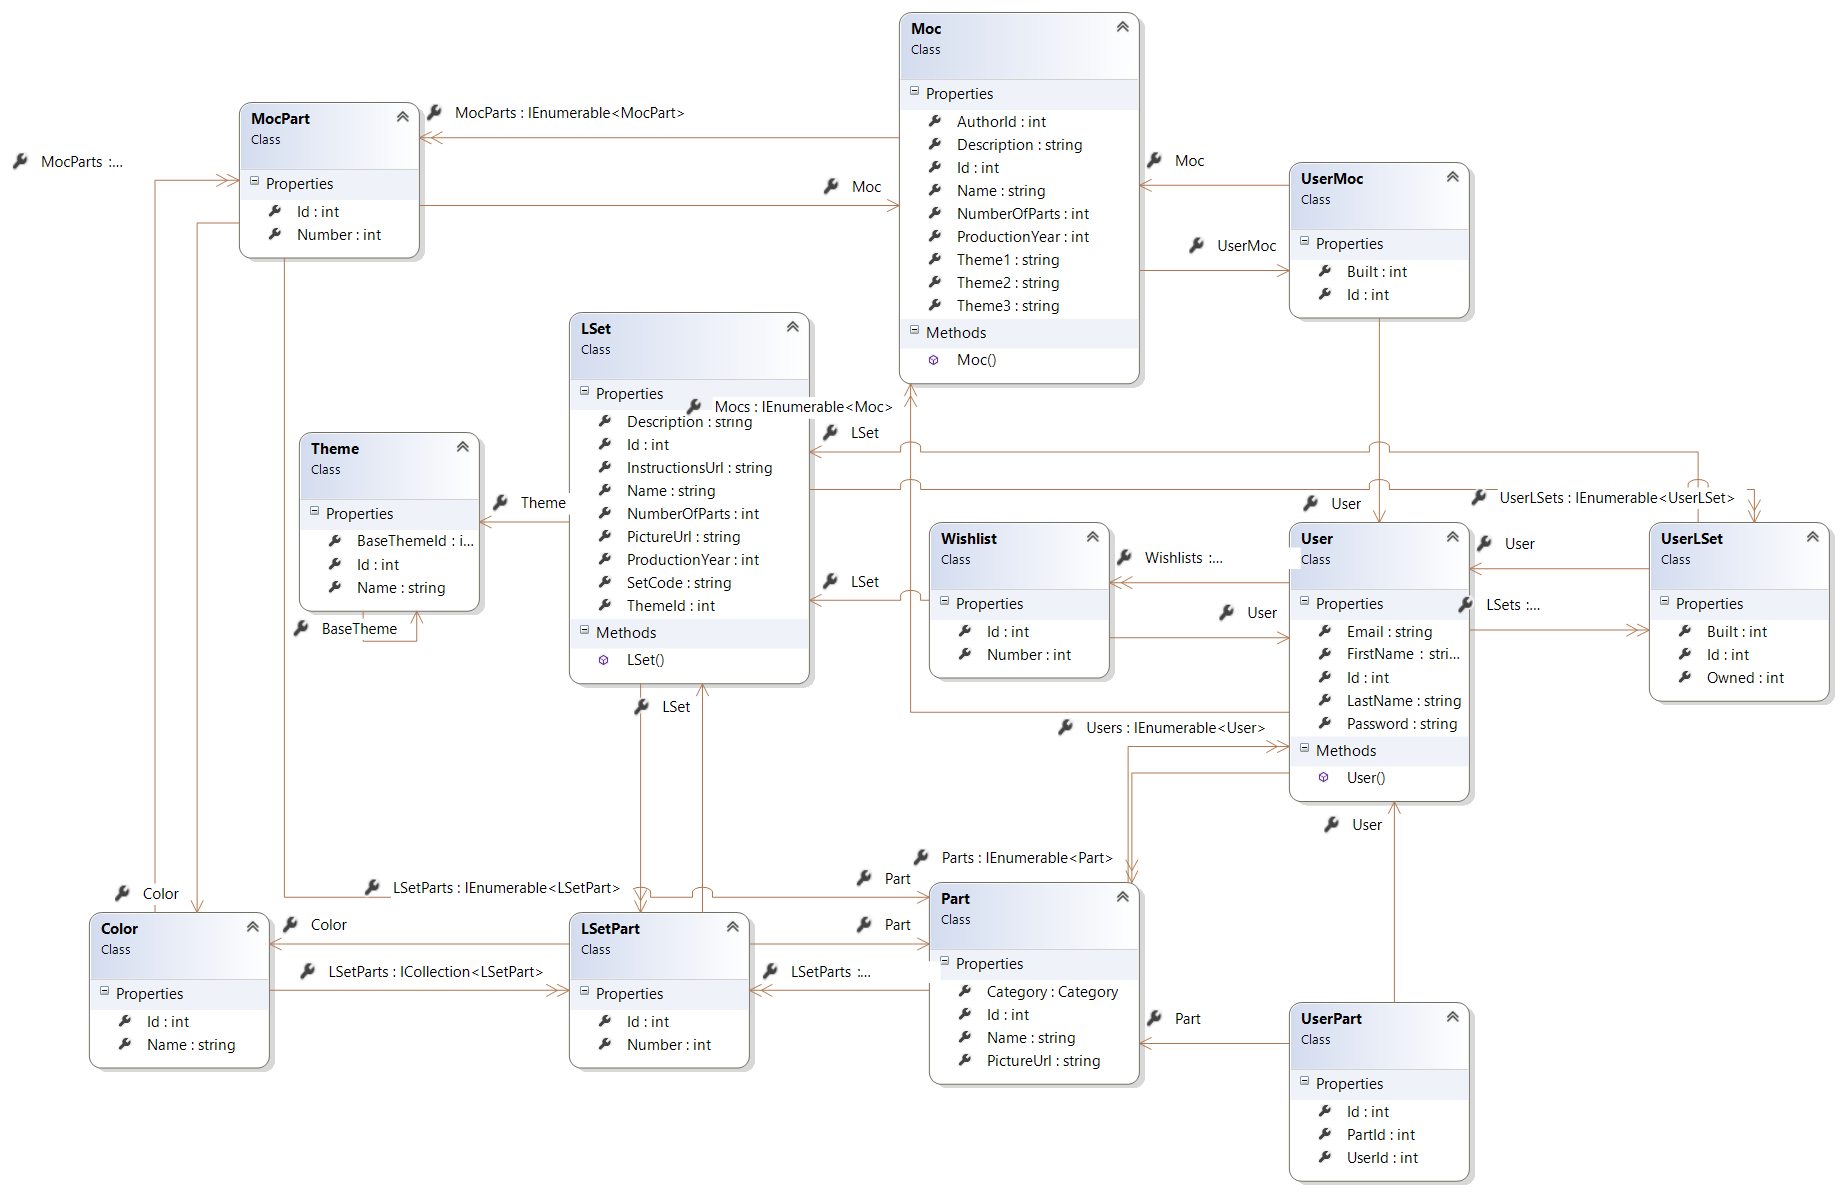 Moc
Class
Properties
AuthorId : int
Description : string
Id : int
Name : string
NumberOfParts : int
ProductionYear : int
Theme1 : string
Theme2 : string
Theme3 : string
Methods
Moc()
MocPart
Class
Properties
Id : int
Number : int
MocParts : IEnumerable<MocPart>
MocParts :...
Moc
Moc
UserMoc
UserMoc
Class
Properties
Built : int
Id : int
LSet
Class
Properties
Description : string
Id : int
InstructionsUrl : string
Name : string
NumberOfParts : int
PictureUrl : string
ProductionYear : int
SetCode : string
ThemeId : int
Methods
LSet()
Mocs : IEnumerable<Moc>
LSet
Theme
Class
Properties
BaseThemeId : i...
Id : int
Name : string
Theme
BaseTheme
User
UserLSets : IEnumerable<UserLSet>
Wishlist
Class
Properties
Id : int
Number : int
Wishlists :...
User
LSet
User
Class
Properties
Email : string
FirstName : stri...
Id : int
LastName : string
Password : string
Methods
User()
User
LSets :...
UserLSet
Class
Properties
Built : int
Id : int
Owned : int
LSet
Users : IEnumerable<User>
User
Parts : IEnumerable<Part>
Color
LSetParts : IEnumerable<LSetPart>
Part
Color
Class
Properties
Id : int
Name : string
Color
LSetParts : ICollection<LSetPart>
LSetPart
Class
Properties
Id : int
Number : int
Part
LSetParts :...
Part
Class
Properties
Category : Category
Id : int
Name : string
PictureUrl : string
Part
UserPart
Class
Properties
Id : int
PartId : int
UserId : int